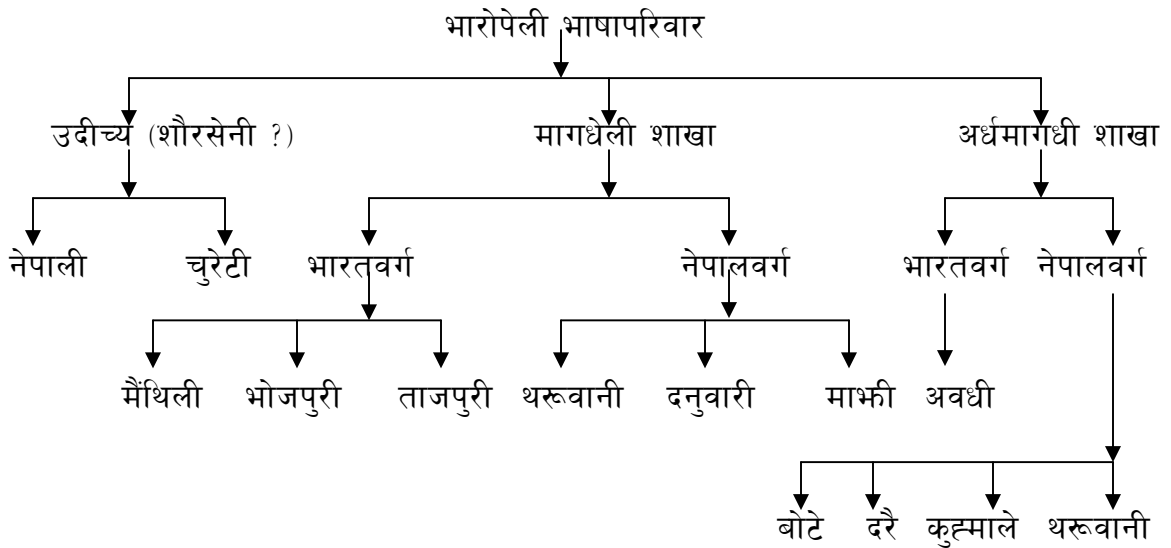 भारोपेली भाषापरिवार
उदीच्य (शौरसेनी ?) मागधेली शाखा अर्धमागधी शाखा
नेपाली चुरेटी भारतवर्ग नेपालवर्ग भारतवर्ग नेपालवर्ग
मैंथिली भोजपुरी ताजपुरी थरूवानी दनुवारी माझी अवधी
बोटे दरै कुह्माले थरूवानी